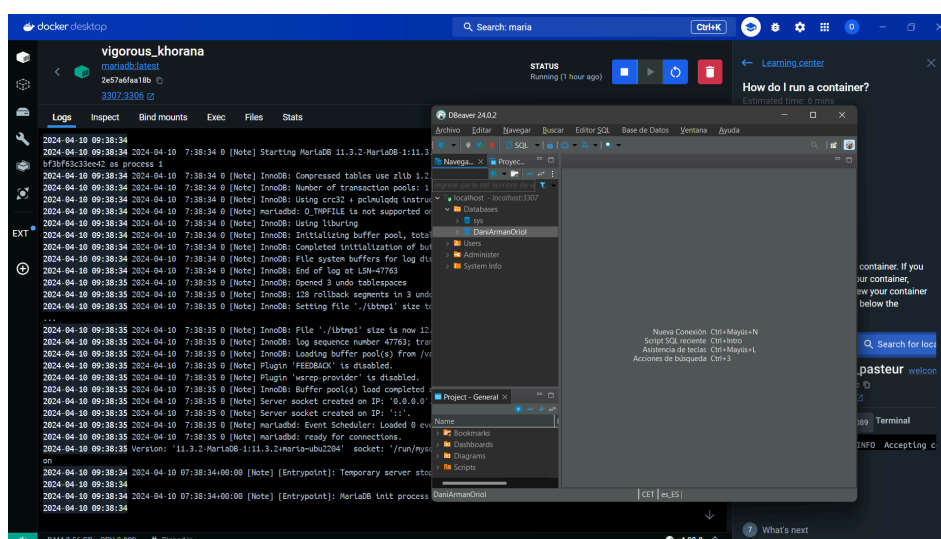 docker desktop
Search: maria
Ctrl+K
O
vigorous_khorana
mariadb:latest
2e57a6faa18b
3307:3306
STATUS
Running (1 hour ago)
Learning center
How do I run a container?
Estimated time: 6 mins
Logs Inspect Bind mounts Exec Files Stats
2024-04-10 09:38:34
2024-04-10 09:38:34 2024-04-10 7:38:34 0 [Note] Starting MariaDB 11.3.2-MariaDB-1:11.3.
bf3bf63c33ee42 as process 1
2024-04-10 09:38:34 2024-04-10 7:38:34 0 [Note] InnoDB: Compressed tables use zlib 1.2.
2024-04-10 09:38:34 2024-04-10 7:38:34 0 [Note] InnoDB: Number of transaction pools: 1
2024-04-10 09:38:34 2024-04-10 7:38:34 0 [Note] InnoDB: Using crc32 + pclmulqdq instruc
2024-04-10 09:38:34 2024-04-10 7:38:34 0 [Note] mariadbd: O_TMPFILE is not supported on
2024-04-10 09:38:34 2024-04-10 7:38:34 0 [Note] InnoDB: Using liburing
2024-04-10 09:38:34 2024-04-10 7:38:34 0 [Note] InnoDB: Initializing buffer pool, total
2024-04-10 09:38:34 2024-04-10 7:38:34 0 [Note] InnoDB: Completed initialization of buf
2024-04-10 09:38:34 2024-04-10 7:38:34 0 [Note] InnoDB: File system buffers for log dis
2024-04-10 09:38:34 2024-04-10 7:38:34 0 [Note] InnoDB: End of log at LSN=47763
2024-04-10 09:38:35 2024-04-10 7:38:35 0 [Note] InnoDB: Opened 3 undo tablespaces
2024-04-10 09:38:35 2024-04-10 7:38:35 0 [Note] InnoDB: 128 rollback segments in 3 undo
2024-04-10 09:38:35 2024-04-10 7:38:35 0 [Note] InnoDB: Setting file './ibtmp1' size to
...
2024-04-10 09:38:35 2024-04-10 7:38:35 0 [Note] InnoDB: File './ibtmp1' size is now 12.
2024-04-10 09:38:35 2024-04-10 7:38:35 0 [Note] InnoDB: log sequence number 47763; tran
2024-04-10 09:38:35 2024-04-10 7:38:35 0 [Note] InnoDB: Loading buffer pool(s) from /va
2024-04-10 09:38:35 2024-04-10 7:38:35 0 [Note] Plugin 'FEEDBACK' is disabled.
2024-04-10 09:38:35 2024-04-10 7:38:35 0 [Note] Plugin 'wsrep-provider' is disabled.
2024-04-10 09:38:35 2024-04-10 7:38:35 0 [Note] InnoDB: Buffer pool(s) load completed
2024-04-10 09:38:35 2024-04-10 7:38:35 0 [Note] Server socket created on IP: '0.0.0.0'.
2024-04-10 09:38:35 2024-04-10 7:38:35 0 [Note] Server socket created on IP: '::'.
2024-04-10 09:38:35 2024-04-10 7:38:35 0 [Note] mariadbd: Event Scheduler: Loaded 0 eve
2024-04-10 09:38:35 2024-04-10 7:38:35 0 [Note] mariadbd: ready for connections.
2024-04-10 09:38:35 Version: '11.3.2-MariaDB-1:11.3.2+maria~ubu2204' socket: '/run/mysq
on
2024-04-10 09:38:34 2024-04-10 07:38:34+00:00 [Note] [Entrypoint]: Temporary server stop
2024-04-10 09:38:34
2024-04-10 09:38:34 2024-04-10 07:38:34+00:00 [Note] [Entrypoint]: MariaDB init process
2024-04-10 09:38:34
EXT
DBeaver 24.0.2
Archivo Editar Navegar Buscar Editor SQL Base de Datos Ventana Ayuda
SQL
Navega... Proyec...
Ingrese parte del nombre de
localhost - localhost:3307
Databases
sys
DaniArmanOriol
Users
Administer
System Info
Nueva Conexión Ctrl+Mayús+N
Script SQL reciente Ctrl+Intro
Asistencia de teclas Ctrl+Mayús+L
Acciones de búsqueda Ctrl+3
Project - General
Name
Bookmarks
Dashboards
Diagrams
Scripts
DaniArmanOriol
CET es_ES
container. If you
our container,
ew your container
below the
Search for loca
.pasteur welcon
089 Terminal
INFO Accepting c
7 What's next